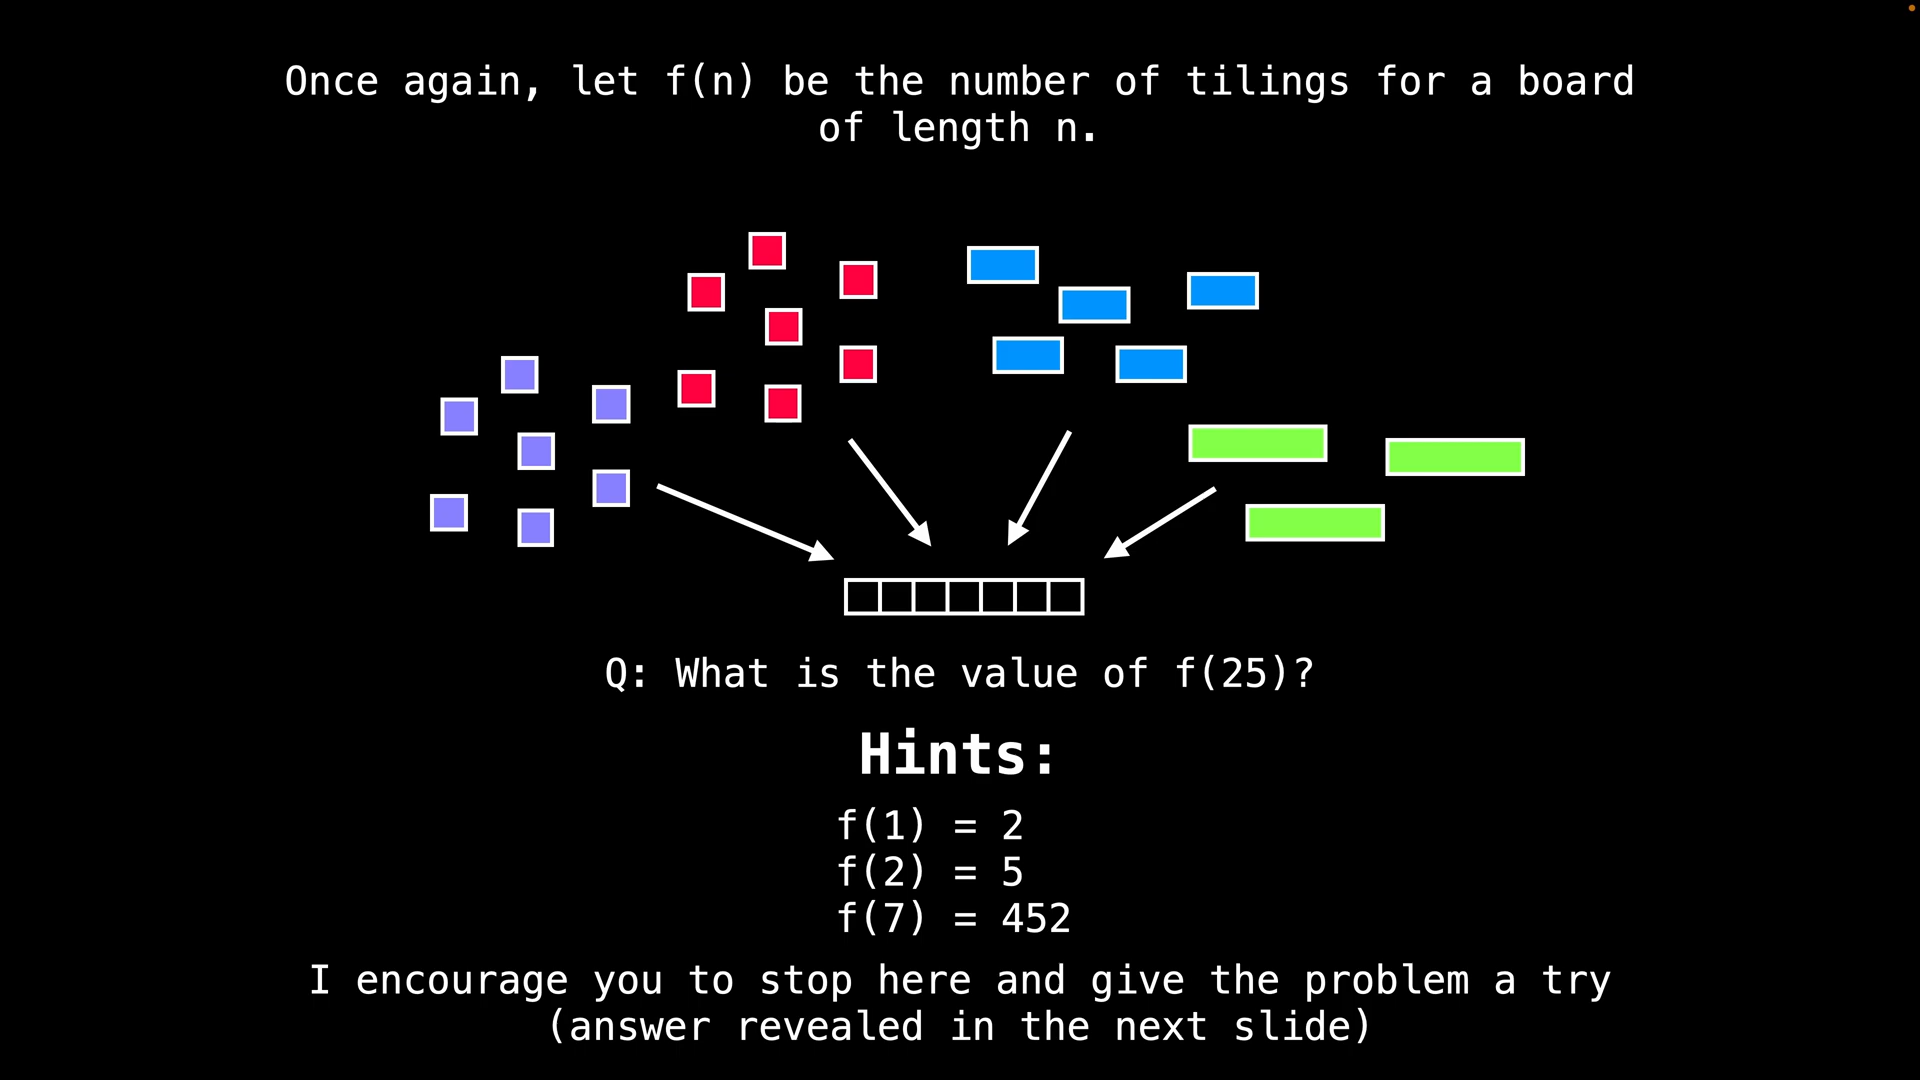 Once again, let f(n) be the number of tilings for a board
of length n.
Q: What is the value of f(25)?
Hints:
f(1) = 2
f(2) = 5
f(7) = 452
I encourage you to stop here and give the problem a try
(answer revealed in the next slide)